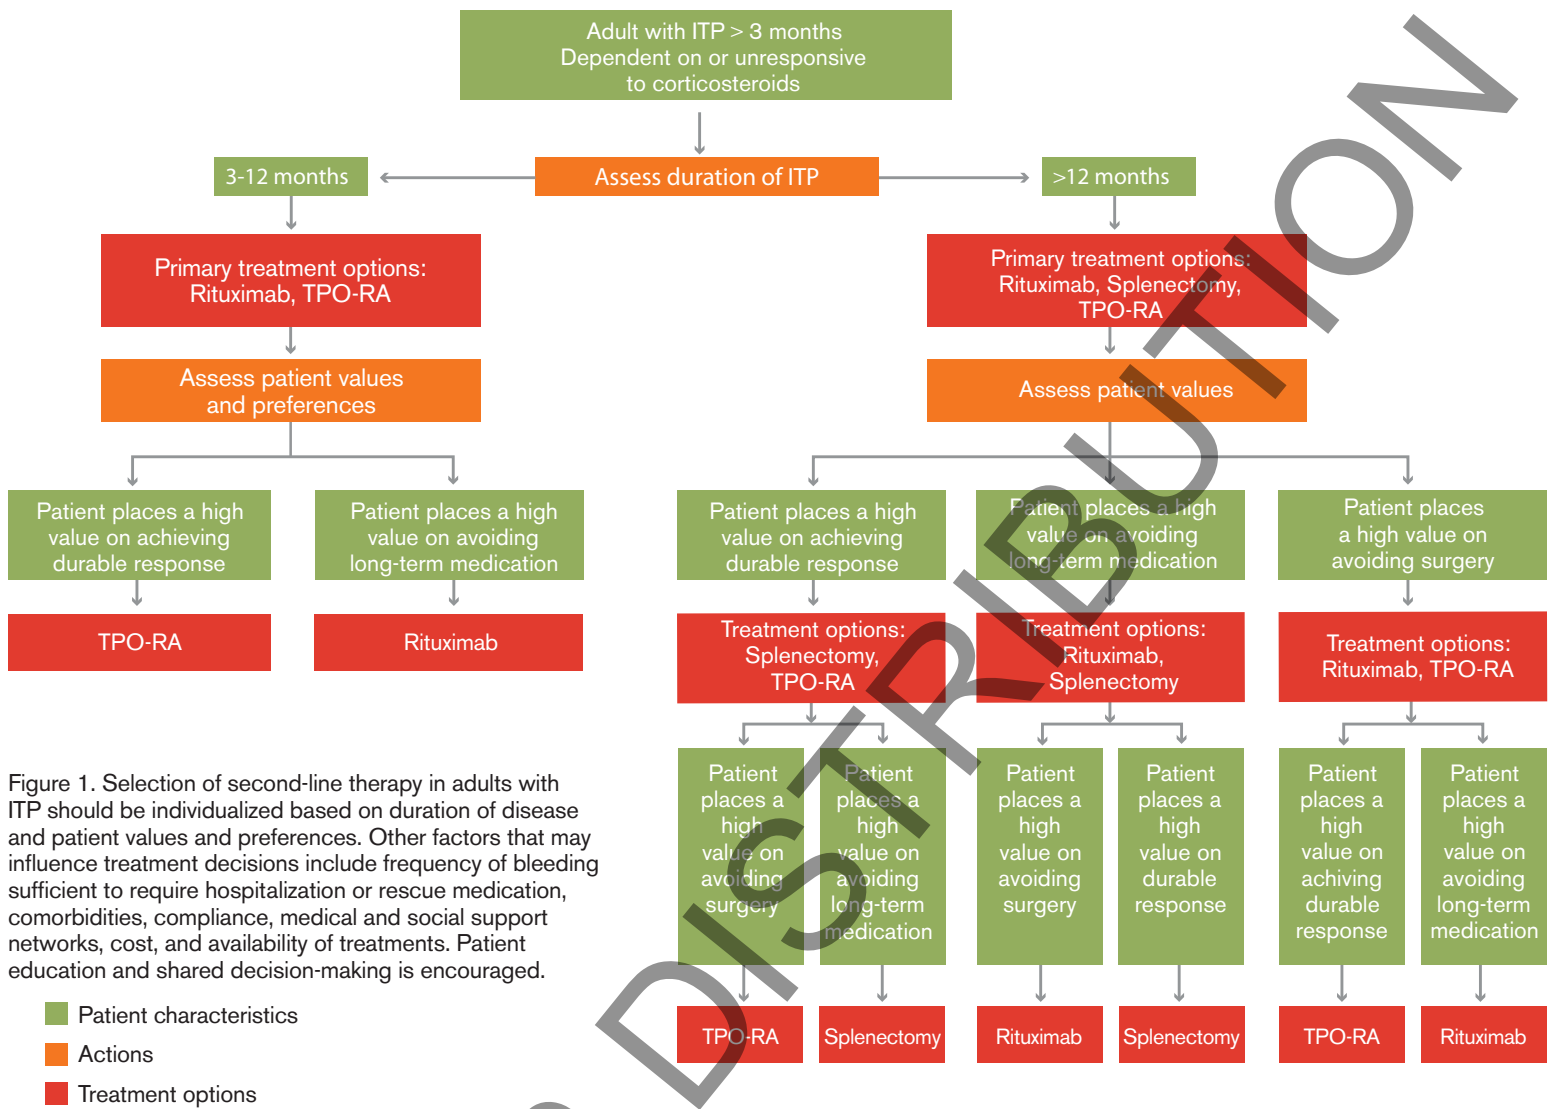 Adult with ITP > 3 months
Dependent on or unresponsive
to corticosteroids
3-12 months
Assess duration of ITP
>12 months
Primary treatment options:
Rituximab, TPO-RA
Primary treatment options:
Rituximab, Splenectomy,
TPO-RA
Assess patient values
and preferences
Assess patient values
Patient places a high
value on achieving
durable response
Patient places a high
value on avoiding
long-term medication
Patient places a high
value on achieving
durable response
Patient places a high
value on avoiding
long-term medication
Patient places
a high value on
avoiding surgery
TPO-RA
Rituximab
Treatment options:
Splenectomy,
TPO-RA
Treatment options:
Rituximab,
Splenectomy
Treatment options:
Rituximab, TPO-RA
Patient
places a
high
value on
avoiding
surgery
Patient
places a
high
value on
avoiding
long-term
medication
Patient
places a
high
value on
avoiding
surgery
Patient
places a
high
value on
durable
response
Patient
places a
high
value on
achiving
durable
response
Patient
places a
high
value on
avoiding
long-term
medication
TPO-RA
Splenectomy
Rituximab
Splenectomy
TPO-RA
Rituximab
Figure 1. Selection of second-line therapy in adults with
ITP should be individualized based on duration of disease
and patient values and preferences. Other factors that may
influence treatment decisions include frequency of bleeding
sufficient to require hospitalization or rescue medication,
comorbidities, compliance, medical and social support
networks, cost, and availability of treatments. Patient
education and shared decision-making is encouraged.
Patient characteristics
Actions
Treatment options
DISTRIBUTION